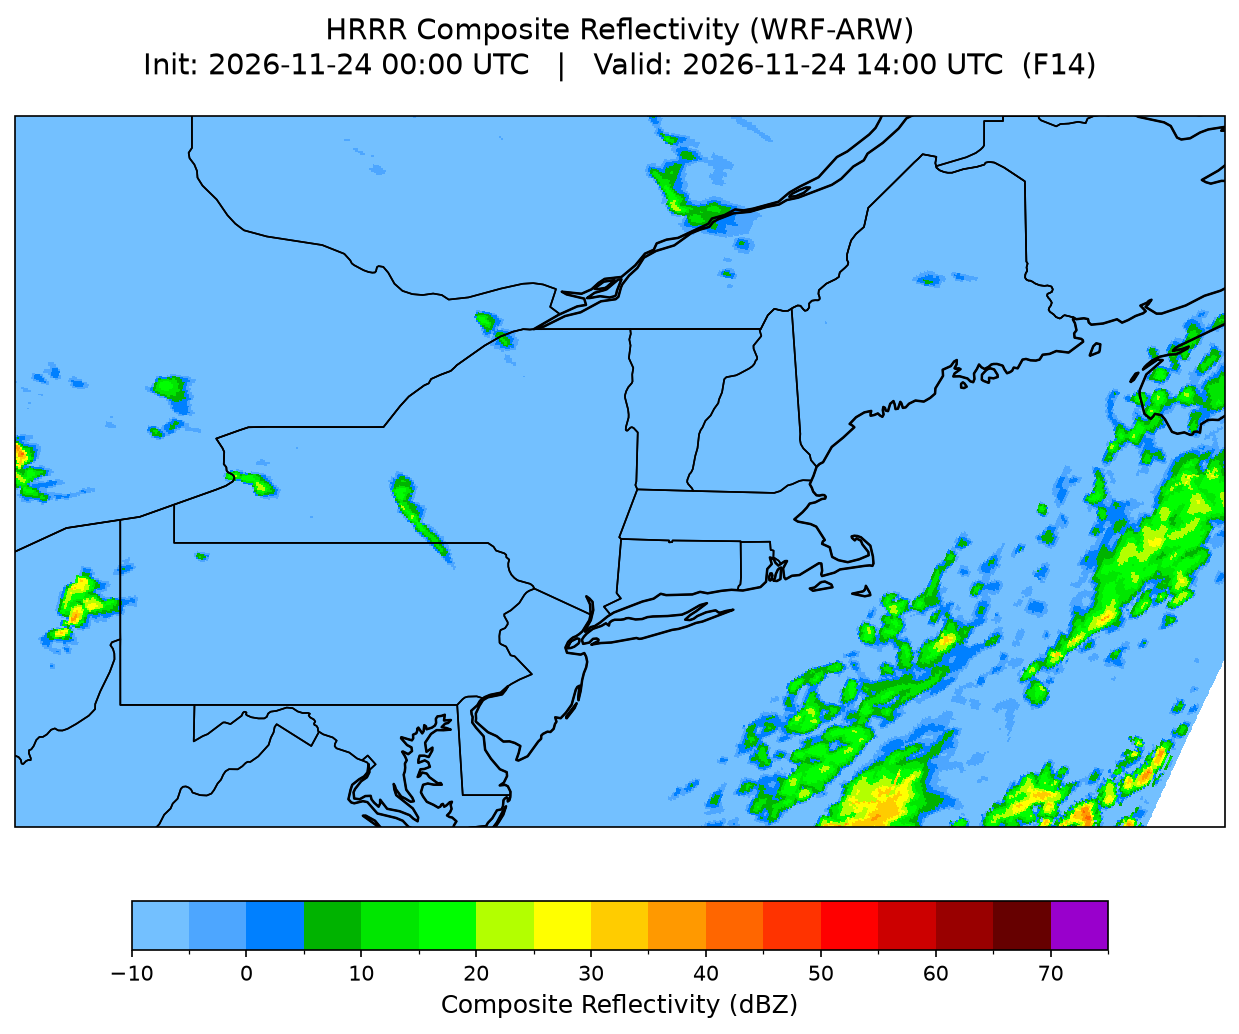 HRRR Composite Reflectivity (WRF-ARW)
Init: 2026-11-24 00:00 UTC   |   Valid: 2026-11-24 14:00 UTC  (F14)
−10 0 10 20 30 40 50 60 70
Composite Reflectivity (dBZ)